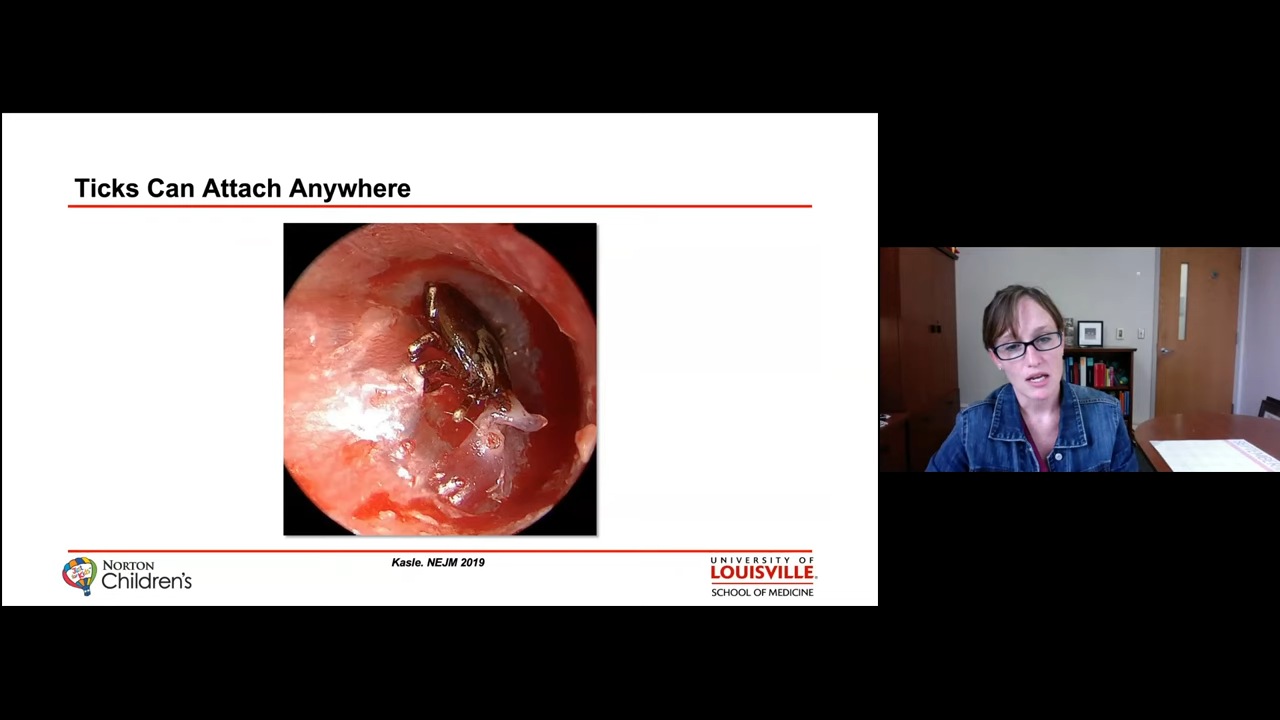 Ticks Can Attach Anywhere
Kasle. NEJM 2019
NORTON
Children's
UNIVERSITY OF
LOUISVILLE.
SCHOOL OF MEDICINE